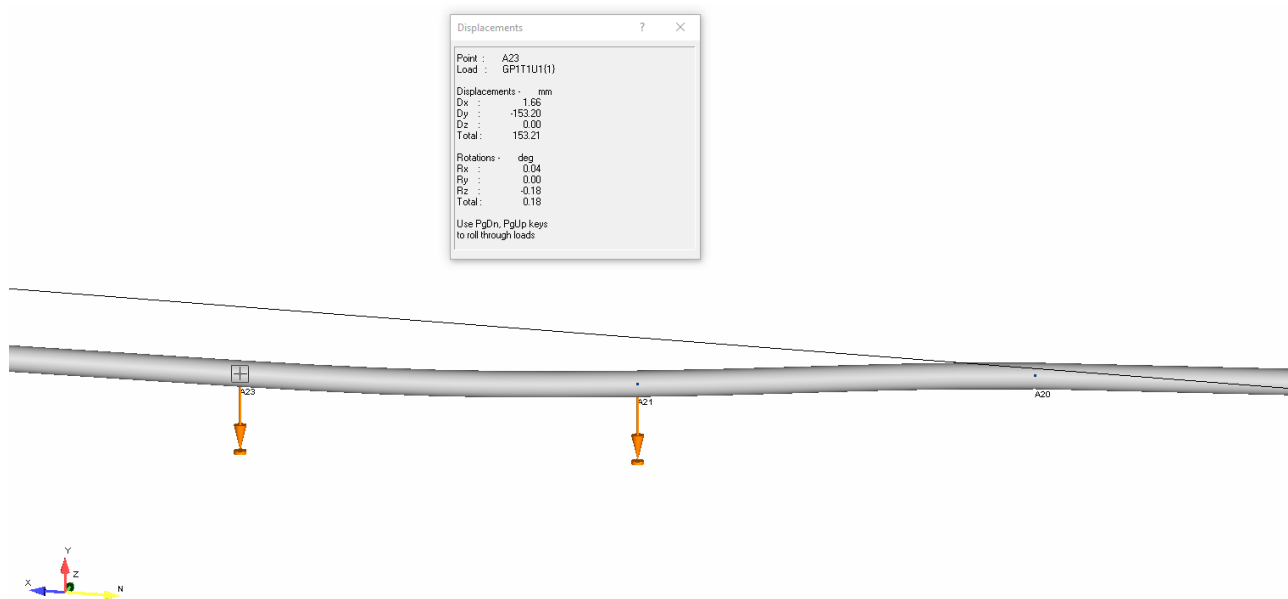 Displacements ? ×
Point : A23
Load : GP1T1U1{1}
Displacements - mm
Dx : 1.66
Dy : -153.20
Dz : 0.00
Total : 153.21
Rotations - deg
Rx : 0.04
Ry : 0.00
Rz : -0.18
Total : 0.18
Use PgDn, PgUp keys
to roll through loads
A23
A21
A20
Y
Z
X
N